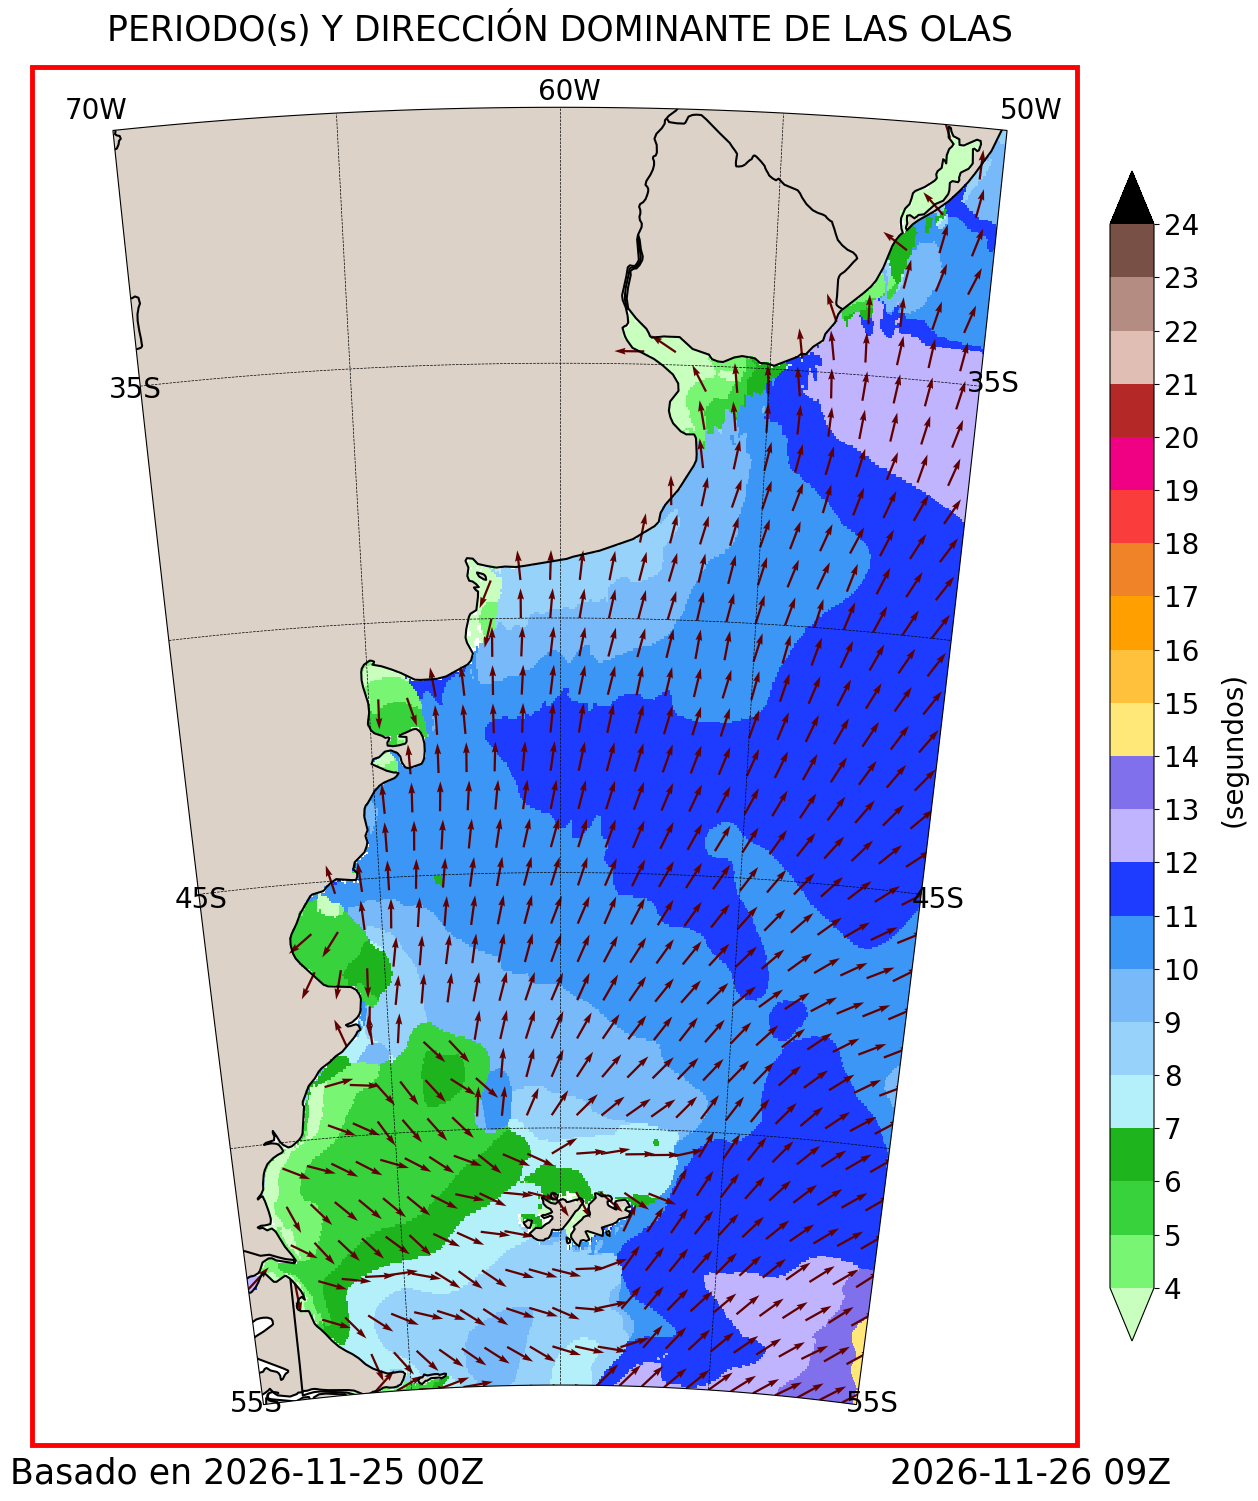 PERIODO(s) Y DIRECCIÓN DOMINANTE DE LAS OLAS
70W
60W
50W
35S
35S
45S
45S
55S
55S
24
23
22
21
20
19
18
17
16
15
14
13
12
11
10
9
8
7
6
5
4
(segundos)
Basado en 2026-11-25 00Z
2026-11-26 09Z